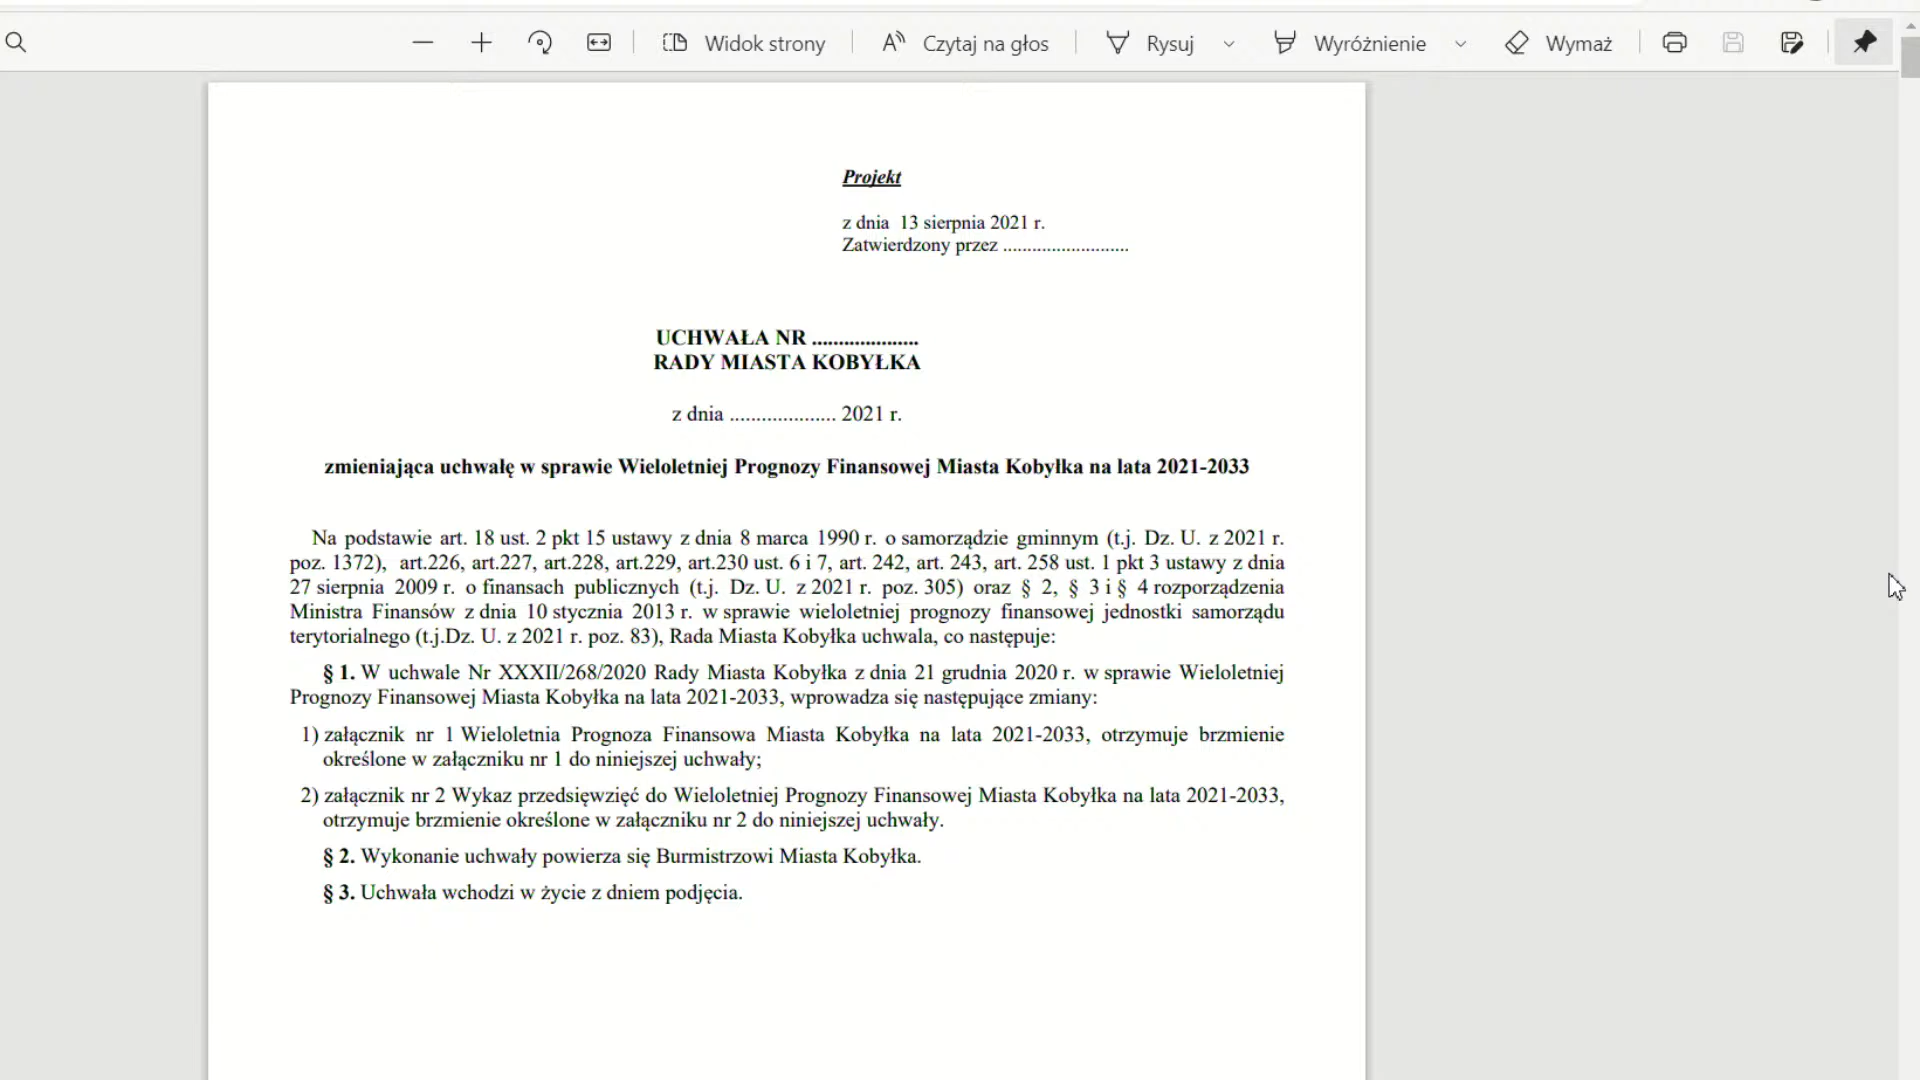 Widok strony
Czytaj na głos
Rysuj
Wyróżnienie
Wymaż
Projekt
z dnia 13 sierpnia 2021 r.
Zatwierdzony przez ..........................
UCHWAŁA NR ....................
RADY MIASTA KOBYŁKA
z dnia .................... 2021 r.
zmieniająca uchwałę w sprawie Wieloletniej Prognozy Finansowej Miasta Kobyłka na lata 2021-2033
Na podstawie art. 18 ust. 2 pkt 15 ustawy z dnia 8 marca 1990 r. o samorządzie gminnym (t.j. Dz. U. z 2021 r.
poz. 1372), art.226, art.227, art.228, art.229, art.230 ust. 6 i 7, art. 242, art. 243, art. 258 ust. 1 pkt 3 ustawy z dnia
27 sierpnia 2009 r. o finansach publicznych (t.j. Dz. U. z 2021 r. poz. 305) oraz § 2, § 3 i § 4 rozporządzenia
Ministra Finansów z dnia 10 stycznia 2013 r. w sprawie wieloletniej prognozy finansowej jednostki samorządu
terytorialnego (t.j.Dz. U. z 2021 r. poz. 83), Rada Miasta Kobyłka uchwala, co następuje:
§ 1. W uchwale Nr XXXII/268/2020 Rady Miasta Kobyłka z dnia 21 grudnia 2020 r. w sprawie Wieloletniej
Prognozy Finansowej Miasta Kobyłka na lata 2021-2033, wprowadza się następujące zmiany:
1) załącznik nr 1 Wieloletnia Prognoza Finansowa Miasta Kobyłka na lata 2021-2033, otrzymuje brzmienie
określone w załączniku nr 1 do niniejszej uchwały;
2) załącznik nr 2 Wykaz przedsięwzięć do Wieloletniej Prognozy Finansowej Miasta Kobyłka na lata 2021-2033,
otrzymuje brzmienie określone w załączniku nr 2 do niniejszej uchwały.
§ 2. Wykonanie uchwały powierza się Burmistrzowi Miasta Kobyłka.
§ 3. Uchwała wchodzi w życie z dniem podjęcia.